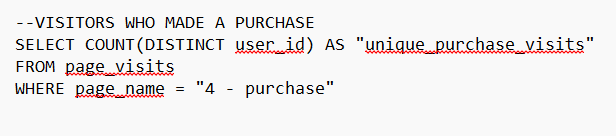 --VISITORS WHO MADE A PURCHASE
SELECT COUNT(DISTINCT user_id) AS "unique_purchase_visits"
FROM page_visits
WHERE page_name = "4 - purchase"